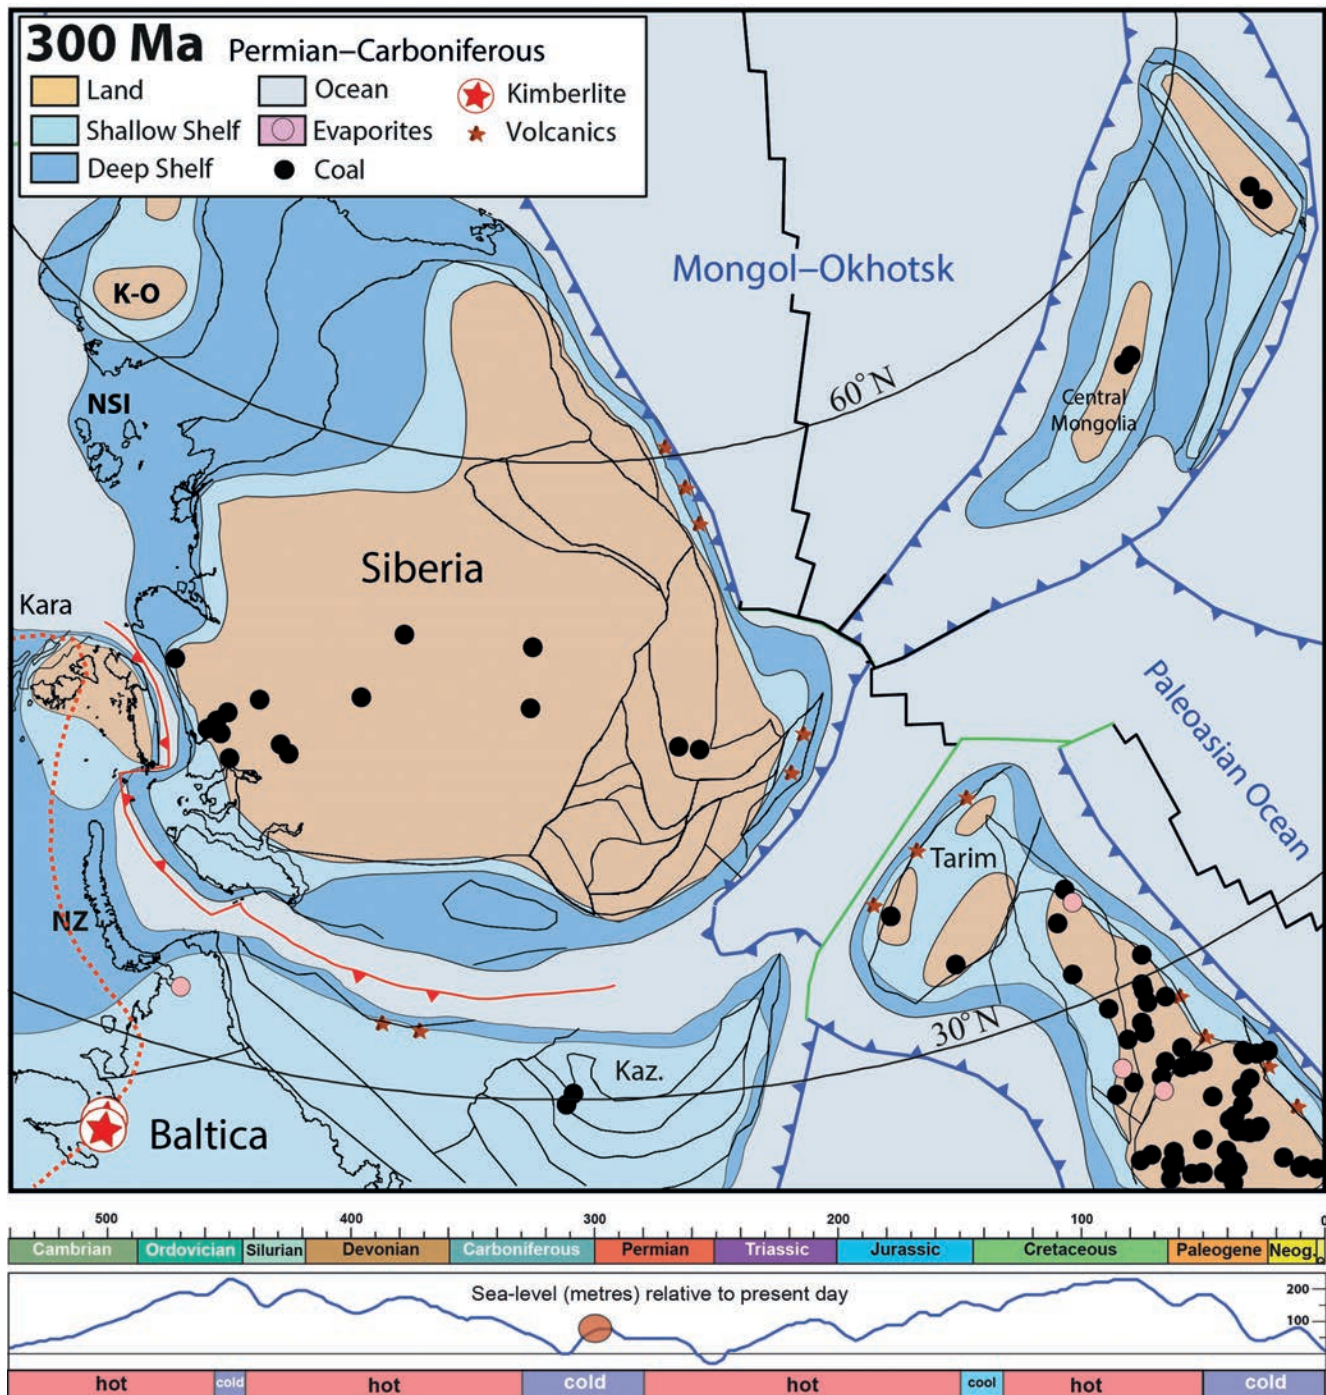 300 Ma Permian–Carboniferous
Land
Ocean
Kimberlite
Shallow Shelf
Evaporites
Volcanics
Deep Shelf
Coal
Mongol–Okhotsk
K-O
60°N
NSI
Central
Mongolia
Siberia
Kara
Paleoasian Ocean
Tarim
NZ
30°N
Kaz.
Baltica
500 400 300 200 100 0
Cambrian Ordovician Silurian Devonian Carboniferous Permian Triassic Jurassic Cretaceous Paleogene Neog.
Sea-level (metres) relative to present day
200
100
hot cold hot cold hot cool hot cold